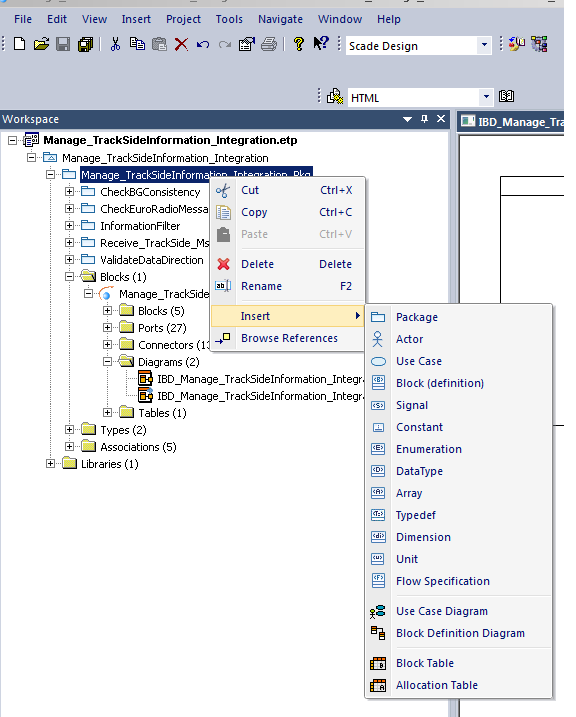 File Edit View Insert Project Tools Navigate Window Help
Scade Design
HTML
Workspace
IBD_Manage_Tra
Manage_TrackSideInformation_Integration.etp
Manage_TrackSideInformation_Integration
Manage_TrackSideInformation_Integration_Pkg
CheckBGConsistency
CheckEuroRadioMessa
InformationFilter
Receive_TrackSide_Ms
ValidateDataDirection
Blocks (1)
Manage_TrackSide
Blocks (5)
Ports (27)
Connectors (13
Diagrams (2)
IBD_Manage_TrackSideInformation_Integra
IBD_Manage_TrackSideInformation_Integra
Tables (1)
Types (2)
Associations (5)
Libraries (1)
Cut Ctrl+X
Copy Ctrl+C
Paste Ctrl+V
Delete Delete
Rename F2
Insert
Browse References
Package
Actor
Use Case
Block (definition)
Signal
Constant
Enumeration
DataType
Array
Typedef
Dimension
Unit
Flow Specification
Use Case Diagram
Block Definition Diagram
Block Table
Allocation Table